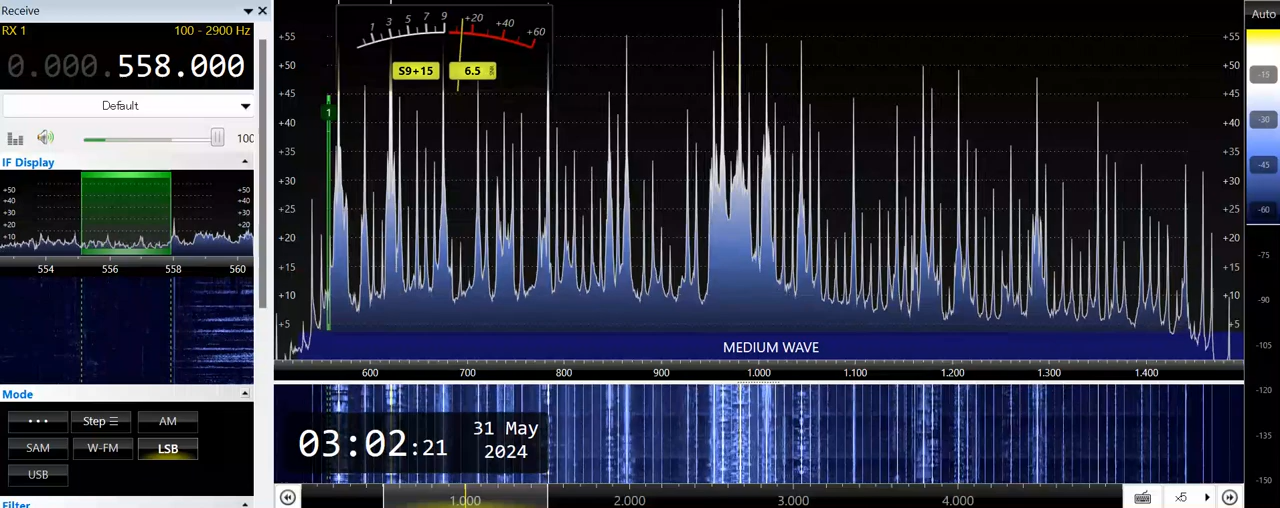 Receive
RX 1 100 - 2900 Hz
0.000.558.000
Default
100
IF Display
+50 +50
+40 +40
+30 +30
+20 +20
+10 +10
554 556 558 560
Mode
••• Step ☰ AM
SAM W-FM LSB
USB
Filter
1 3 5 7 9 +20 +40 +60
S9+15 6.5
+55 +55
+50 +50
+45 +45
+40 +40
+35 +35
+30 +30
+25 +25
+20 +20
+15 +15
+10 +10
+5 +5
1
MEDIUM WAVE
600 700 800 900 1.000 1.100 1.200 1.300 1.400
03:02:21 31 May
2024
1.000 2.000 3.000 4.000 x5
Auto
-15
-30
-45
-60
-75
-90
-105
-120
-135
-150